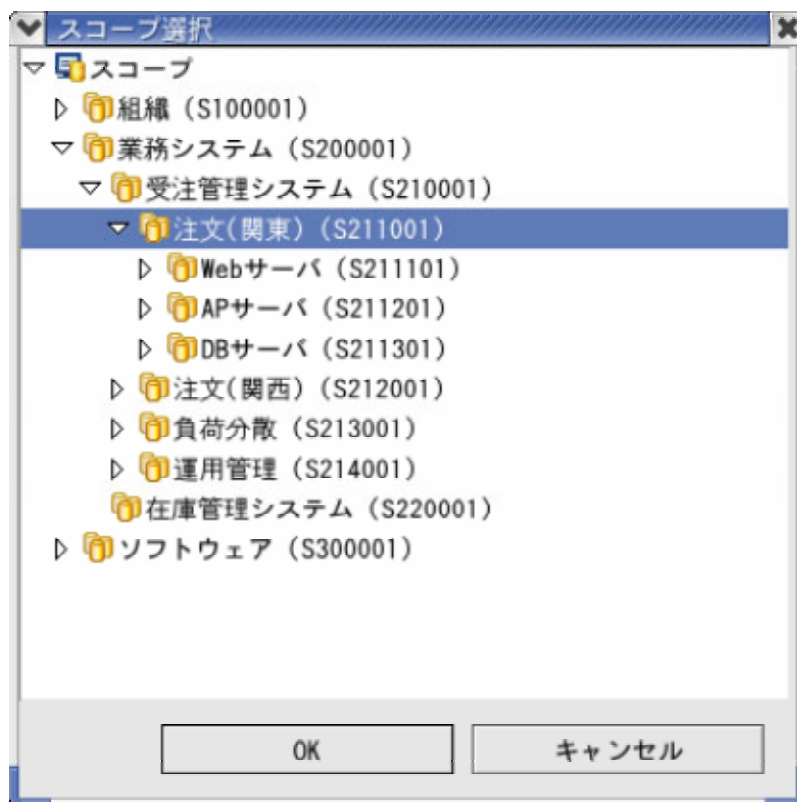 スコープ選択
スコープ
組織 (S100001)
業務システム (S200001)
受注管理システム (S210001)
注文(関東) (S211001)
Webサーバ (S211101)
APサーバ (S211201)
DBサーバ (S211301)
注文(関西) (S212001)
負荷分散 (S213001)
運用管理 (S214001)
在庫管理システム (S220001)
ソフトウェア (S300001)
OK キャンセル